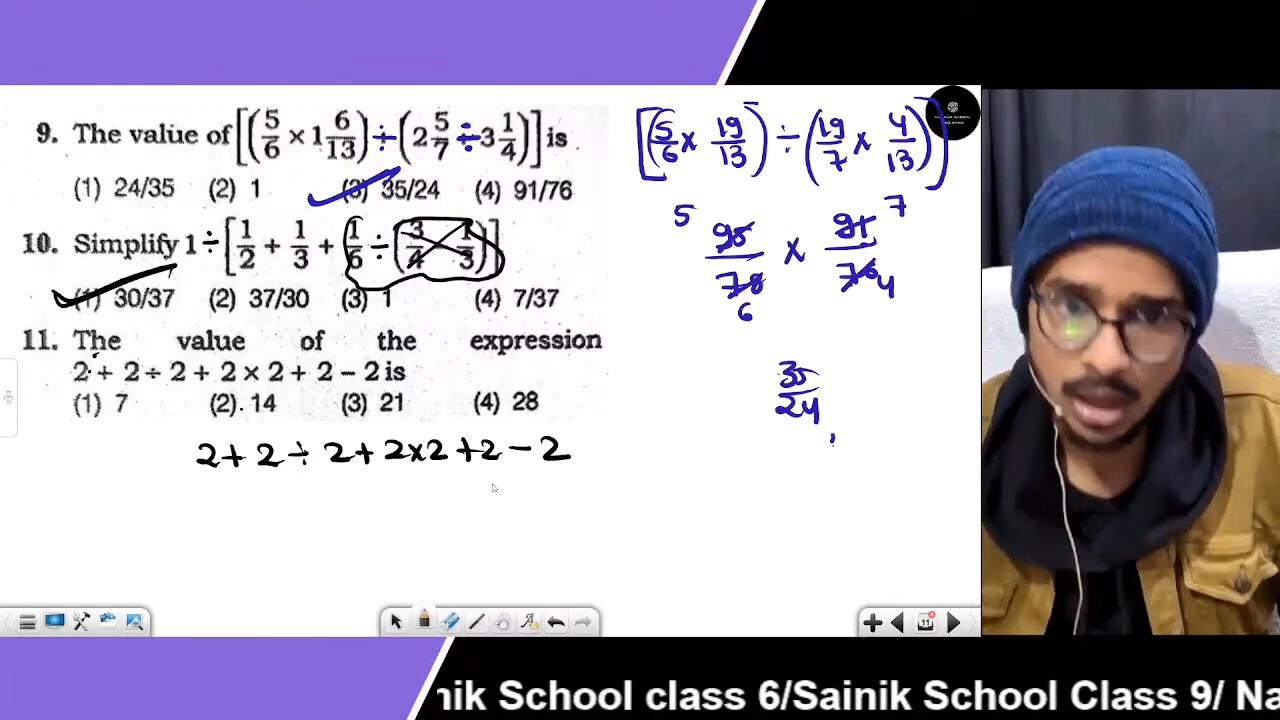 9. The value of [(5/6 × 1 6/13) ÷ (2 5/7 ÷ 3 1/4)] is
(1) 24/35 (2) 1 (3) 35/24 (4) 91/76
10. Simplify 1 ÷ [1/2 + 1/3 + (1/6 ÷ (3/4 1/3)]
(1) 30/37 (2) 37/30 (3) 1 (4) 7/37
11. The value of the expression
2 + 2 ÷ 2 + 2 × 2 + 2 − 2 is
(1) 7 (2) 14 (3) 21 (4) 28
2 + 2 ÷ 2 + 2×2 + 2 − 2
[(5/6 × 19/13) ÷ (19/7 × 4/13)]
5 95/78 × 91/76 7
6 4
35/24
11
nik School class 6/Sainik School Class 9/ Na